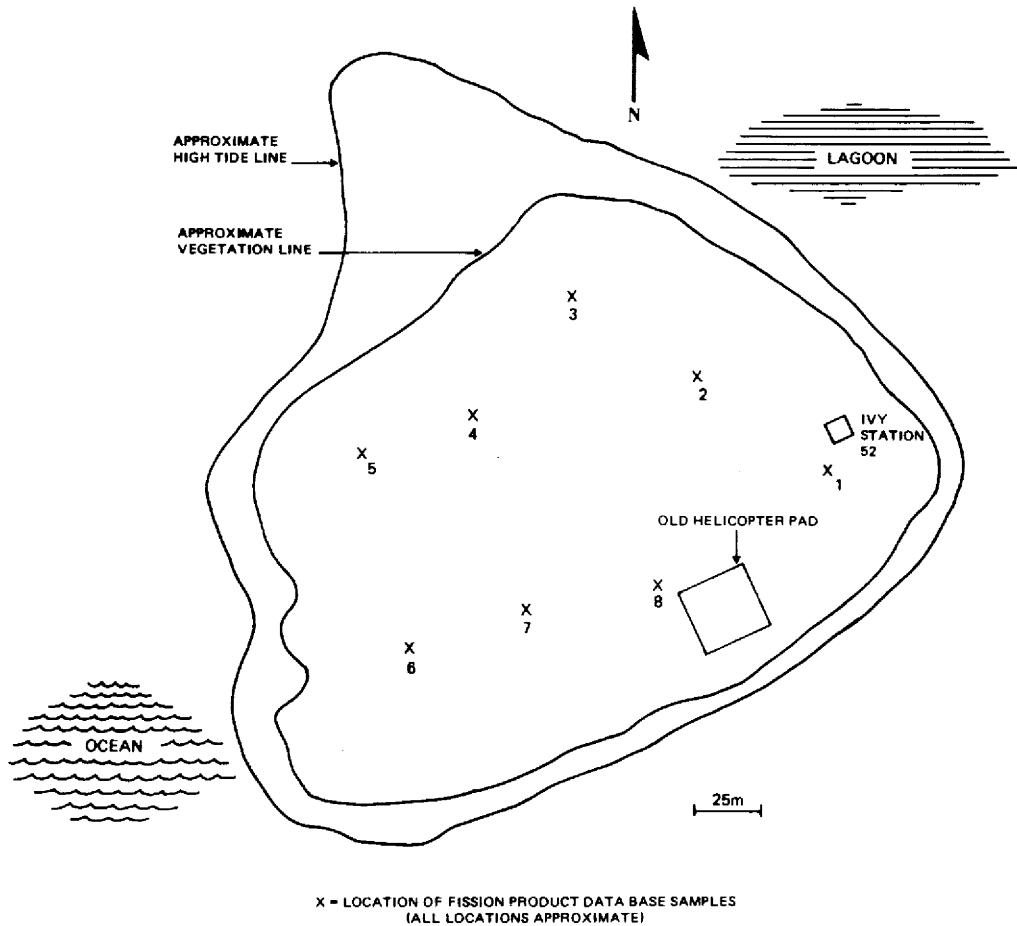 APPROXIMATE
HIGH TIDE LINE
N
LAGOON
APPROXIMATE
VEGETATION LINE
X
3
X
2
X
4
IVY
STATION
52
X
5
X
1
OLD HELICOPTER PAD
X
8
X
7
X
6
OCEAN
25m
X = LOCATION OF FISSION PRODUCT DATA BASE SAMPLES
(ALL LOCATIONS APPROXIMATE)